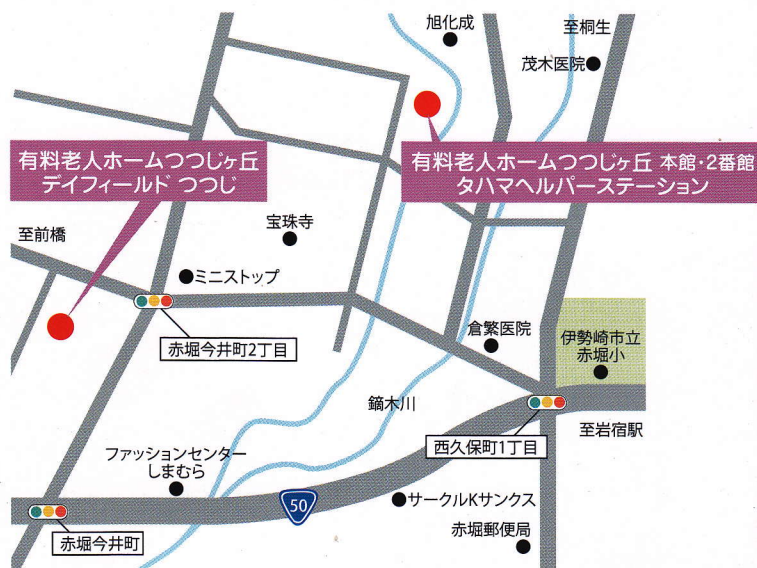 旭化成
至桐生
茂木医院
有料老人ホームつつじヶ丘
デイフィールド つつじ
有料老人ホームつつじヶ丘 本館・2番館
タハマヘルパーステーション
宝珠寺
至前橋
ミニストップ
赤堀今井町2丁目
倉繁医院
伊勢崎市立
赤堀小
鏑木川
西久保町1丁目
至岩宿駅
ファッションセンター
しまむら
50
サークルKサンクス
赤堀今井町
赤堀郵便局